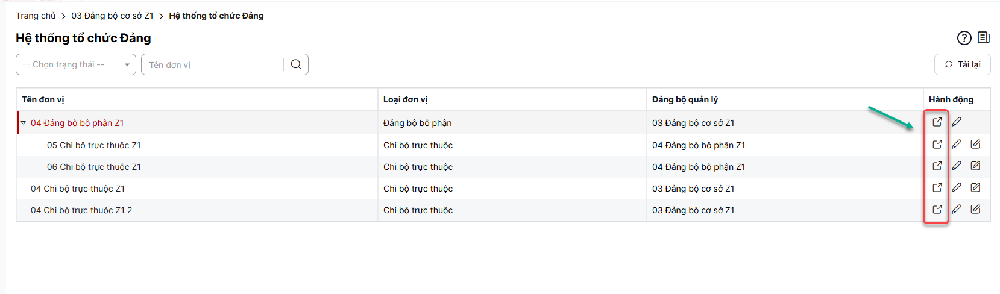 Trang chủ > 03 Đảng bộ cơ sở Z1 > Hệ thống tổ chức Đảng
Hệ thống tổ chức Đảng
-- Chọn trạng thái -- Tên đơn vị Tải lại
Tên đơn vị Loại đơn vị Đảng bộ quản lý Hành động
04 Đảng bộ bộ phận Z1 Đảng bộ bộ phận 03 Đảng bộ cơ sở Z1
05 Chi bộ trực thuộc Z1 Chi bộ trực thuộc 04 Đảng bộ bộ phận Z1
06 Chi bộ trực thuộc Z1 Chi bộ trực thuộc 04 Đảng bộ bộ phận Z1
04 Chi bộ trực thuộc Z1 Chi bộ trực thuộc 03 Đảng bộ cơ sở Z1
04 Chi bộ trực thuộc Z1 2 Chi bộ trực thuộc 03 Đảng bộ cơ sở Z1